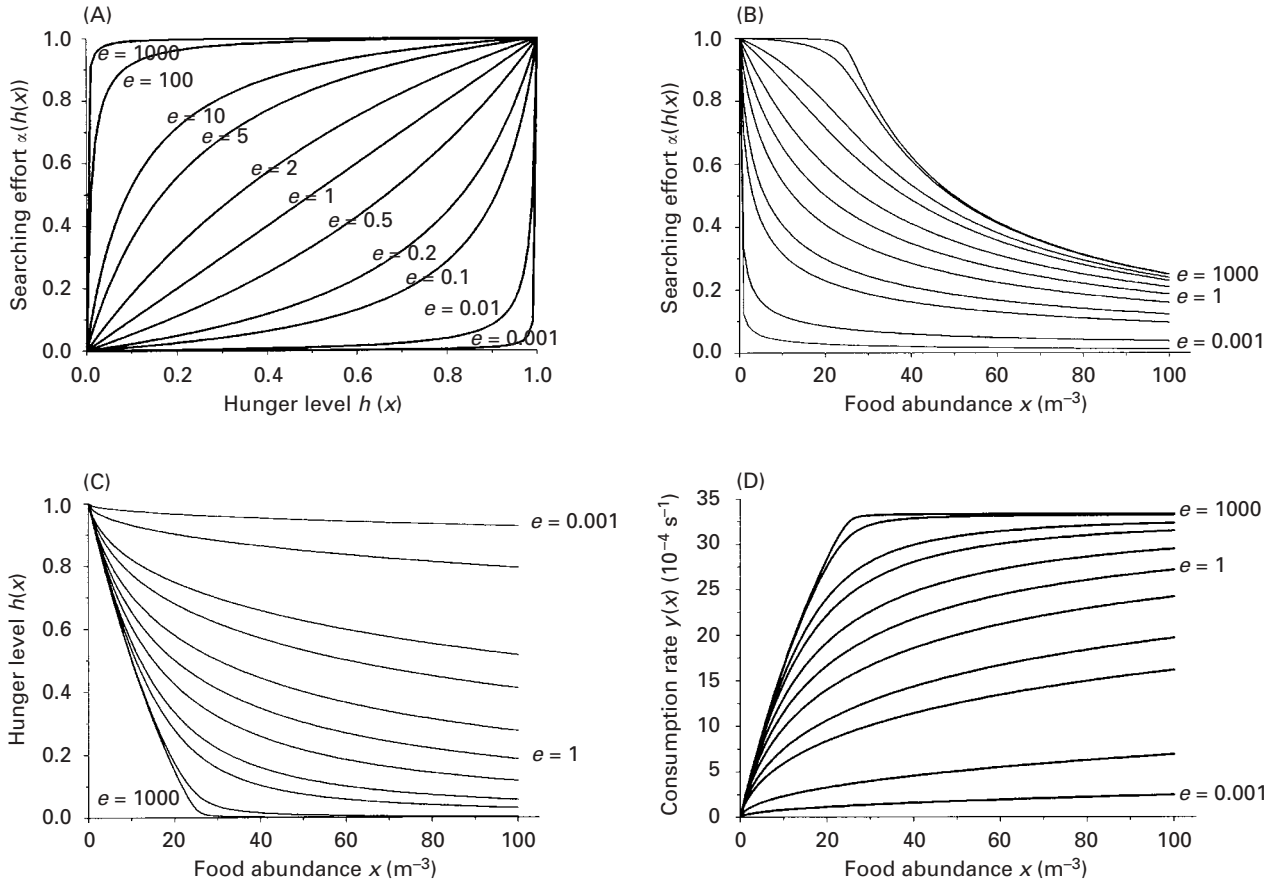 (A)
Searching effort α(h(x))
1.0
0.8
0.6
0.4
0.2
0.0
e = 1000
e = 100
e = 10
e = 5
e = 2
e = 1
e = 0.5
e = 0.2
e = 0.1
e = 0.01
e = 0.001
0.0 0.2 0.4 0.6 0.8 1.0
Hunger level h (x)
(B)
Searching effort α(h(x))
1.0
0.8
0.6
0.4
0.2
0.0
e = 1000
e = 1
e = 0.001
0 20 40 60 80 100
Food abundance x (m⁻³)
(C)
Hunger level h(x)
1.0
0.8
0.6
0.4
0.2
0.0
e = 0.001
e = 1
e = 1000
0 20 40 60 80 100
Food abundance x (m⁻³)
(D)
Consumption rate y(x) (10⁻⁴ s⁻¹)
35
30
25
20
15
10
5
0
e = 1000
e = 1
e = 0.001
0 20 40 60 80 100
Food abundance x (m⁻³)